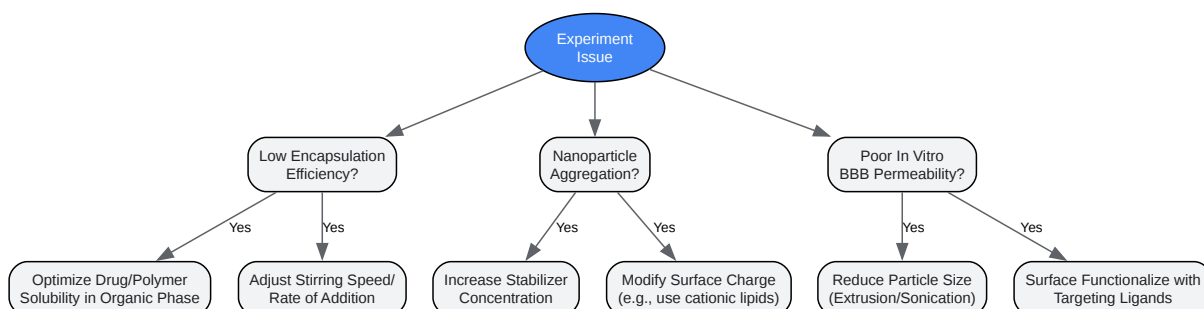 Experiment
Issue
Low Encapsulation
Efficiency?
Nanoparticle
Aggregation?
Poor In Vitro
BBB Permeability?
Yes
Yes
Yes
Yes
Yes
Yes
Optimize Drug/Polymer
Solubility in Organic Phase
Adjust Stirring Speed/
Rate of Addition
Increase Stabilizer
Concentration
Modify Surface Charge
(e.g., use cationic lipids)
Reduce Particle Size
(Extrusion/Sonication)
Surface Functionalize with
Targeting Ligands